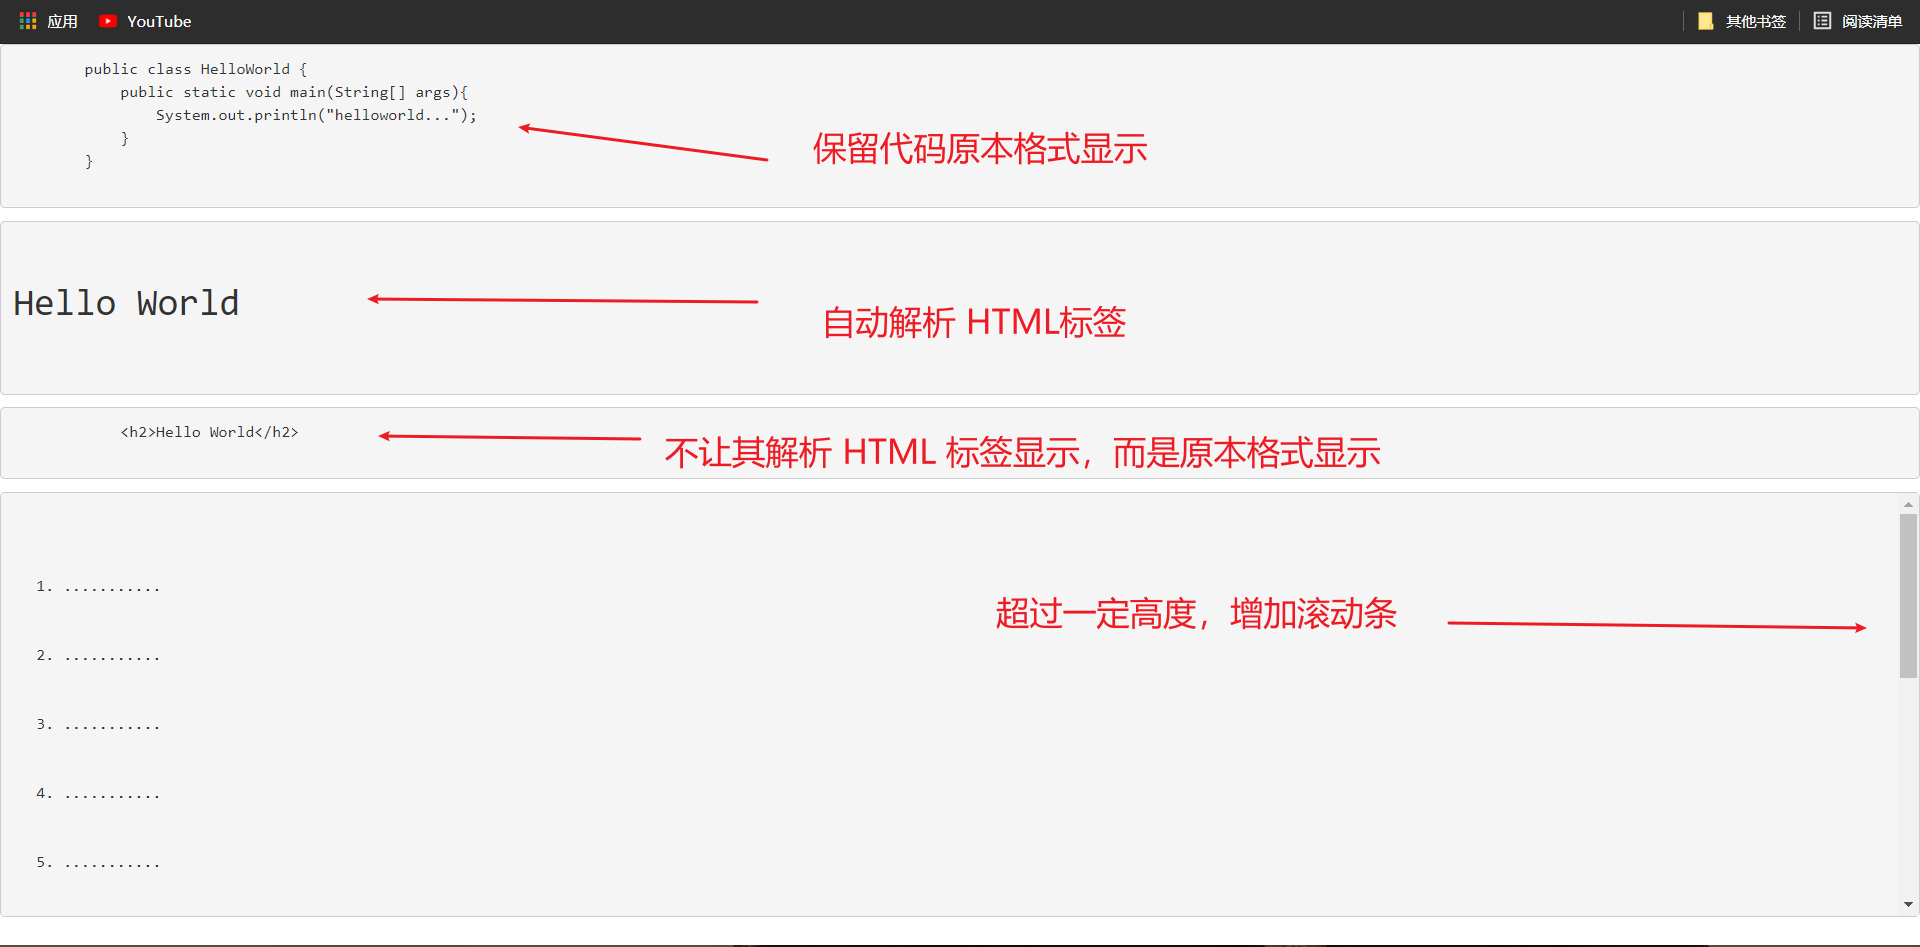 应用 YouTube 其他书签 阅读清单
public class HelloWorld {
public static void main(String[] args){
System.out.println("helloworld...");
}
}
保留代码原本格式显示
Hello World
自动解析 HTML标签
<h2>Hello World</h2>
不让其解析 HTML 标签显示，而是原本格式显示
1. ...........
超过一定高度，增加滚动条
2. ...........
3. ...........
4. ...........
5. ...........